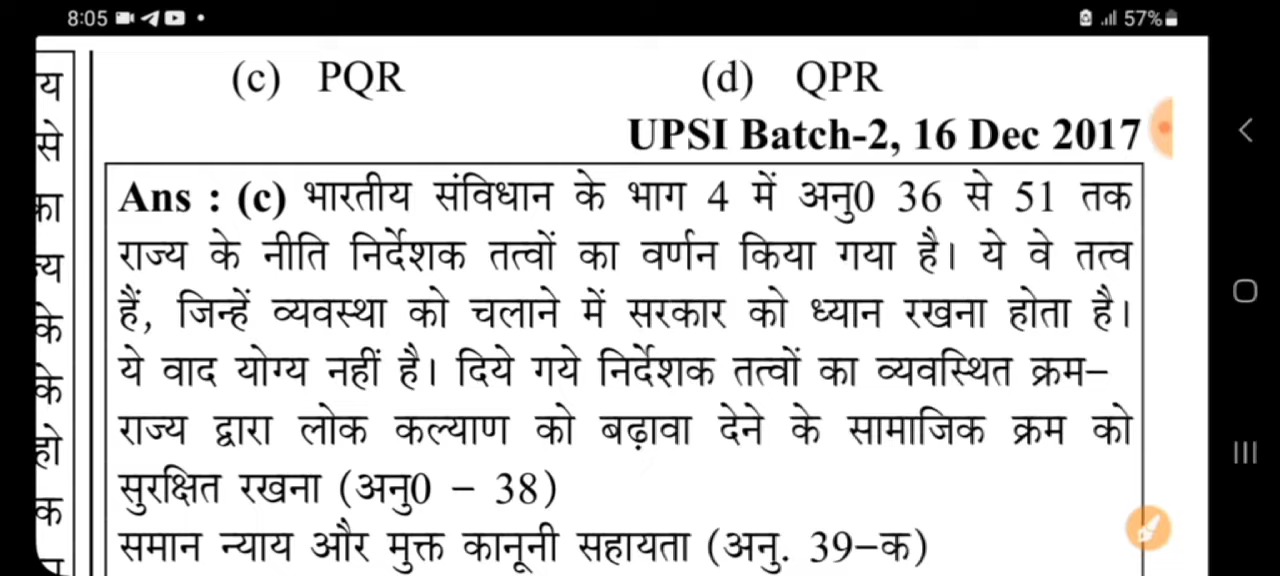 8:05
57%
(c) PQR (d) QPR
UPSI Batch-2, 16 Dec 2017
Ans : (c) भारतीय संविधान के भाग 4 में अनु0 36 से 51 तक
राज्य के नीति निर्देशक तत्वों का वर्णन किया गया है। ये वे तत्व
हैं, जिन्हें व्यवस्था को चलाने में सरकार को ध्यान रखना होता है।
ये वाद योग्य नहीं है। दिये गये निर्देशक तत्वों का व्यवस्थित क्रम–
राज्य द्वारा लोक कल्याण को बढ़ावा देने के सामाजिक क्रम को
सुरक्षित रखना (अनु0 – 38)
समान न्याय और मुक्त कानूनी सहायता (अनु. 39–क)